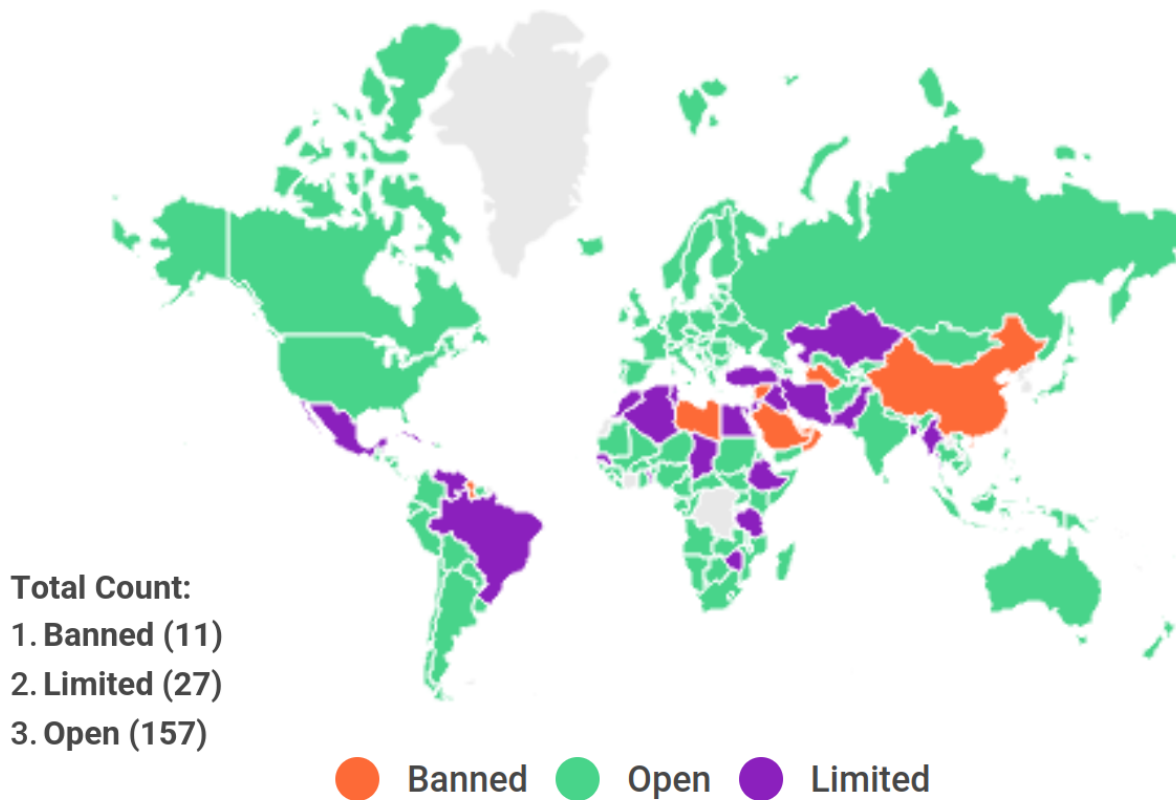 Total Count:
1. Banned (11)
2. Limited (27)
3. Open (157)
Banned Open Limited